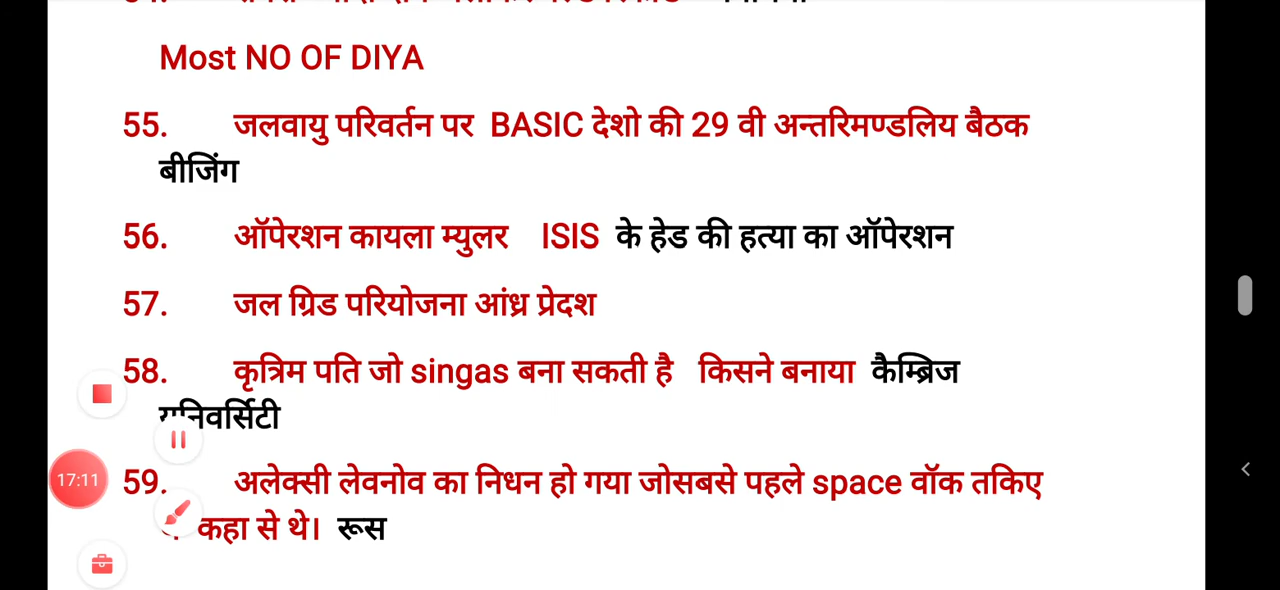 Most NO OF DIYA
55. जलवायु परिवर्तन पर BASIC देशो की 29 वी अन्तरिमण्डलिय बैठक
बीजिंग
56. ऑपेरशन कायला म्युलर ISIS के हेड की हत्या का ऑपेरशन
57. जल ग्रिड परियोजना आंध्र प्रेदश
58. कृत्रिम पति जो singas बना सकती है किसने बनाया कैम्ब्रिज
यूनिवर्सिटी
17:11
59. अलेक्सी लेवनोव का निधन हो गया जोसबसे पहले space वॉक तकिए
कहा से थे। रूस